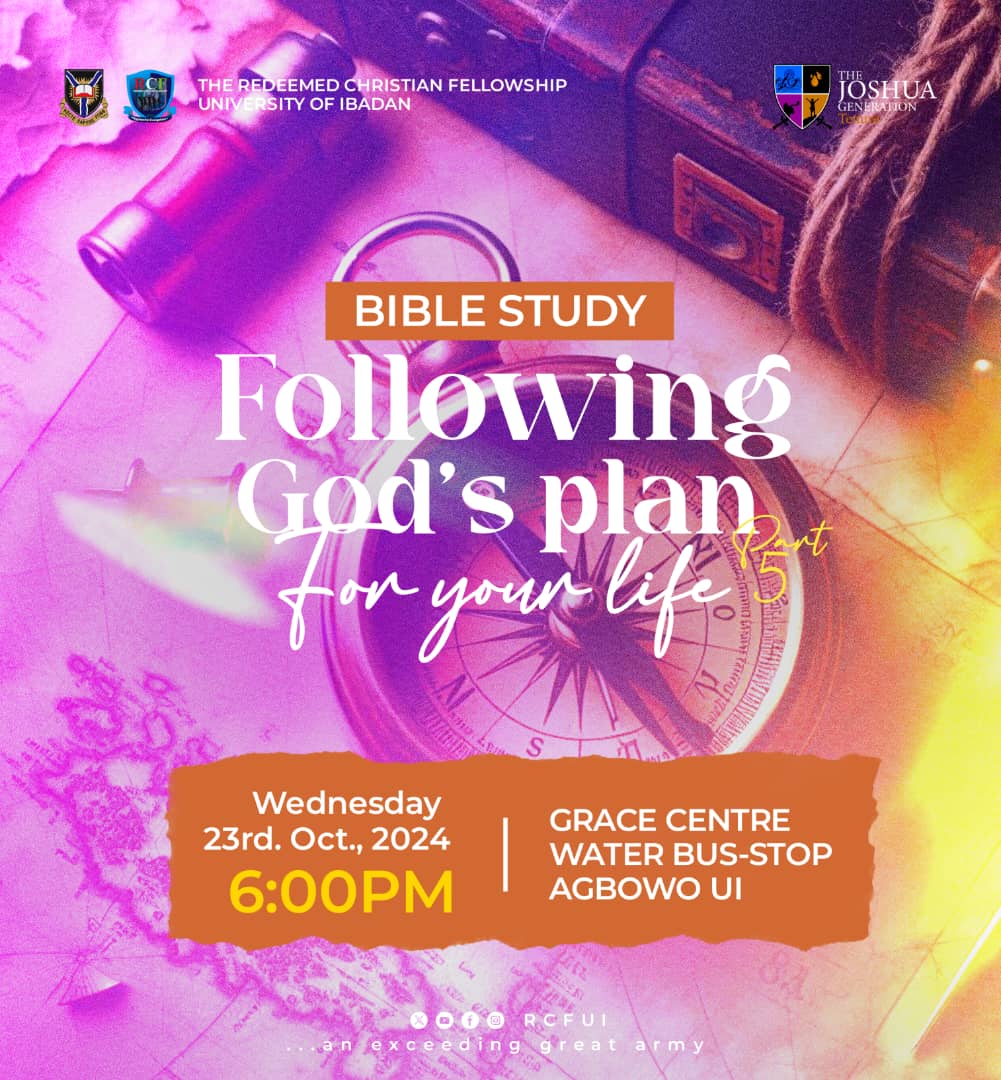 THE REDEEMED CHRISTIAN FELLOWSHIP
UNIVERSITY OF IBADAN
RCF
THE
JOSHUA
GENERATION
BIBLE STUDY
Following
God's plan
For your life
Part
5
Wednesday
23rd. Oct., 2024
6:00PM
GRACE CENTRE
WATER BUS-STOP
AGBOWO UI
RCFUI
...an exceeding great army